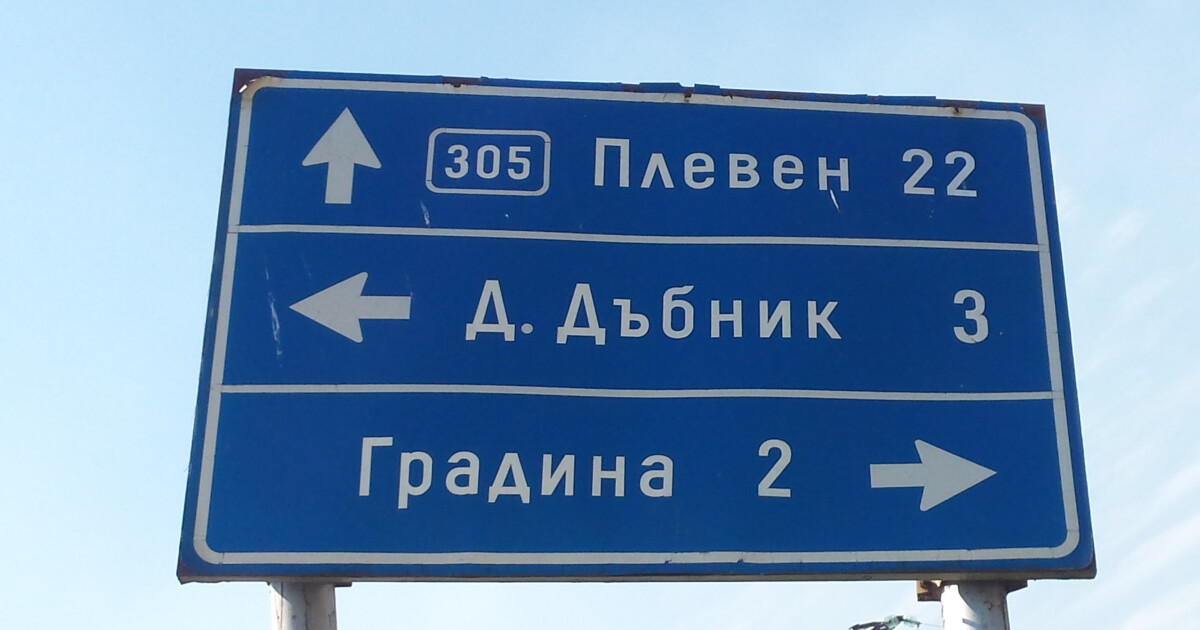 305 Плевен 22
Д. Дъбник 3
Градина 2